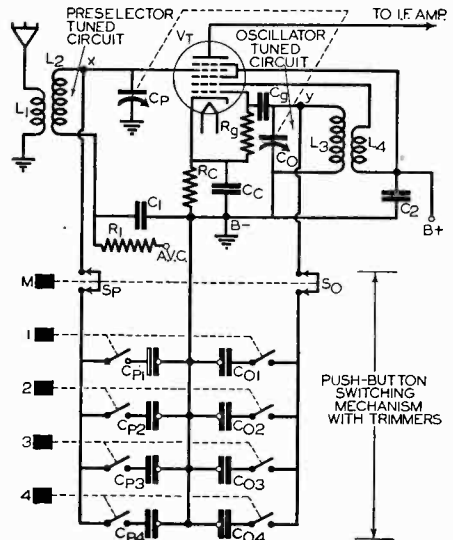 PRESELECTOR
TUNED
CIRCUIT
VT
TO I.F. AMP.
OSCILLATOR
TUNED
CIRCUIT
L2
x
L1
CP
Cg
y
Rg
CO
L3
L4
RC
CC
C1
B-
C2
B+
R1
A.V.C.
M
SP
SO
1
CP1
CO1
2
CP2
CO2
3
CP3
CO3
4
CP4
CO4
PUSH-BUTTON
SWITCHING
MECHANISM
WITH TRIMMERS